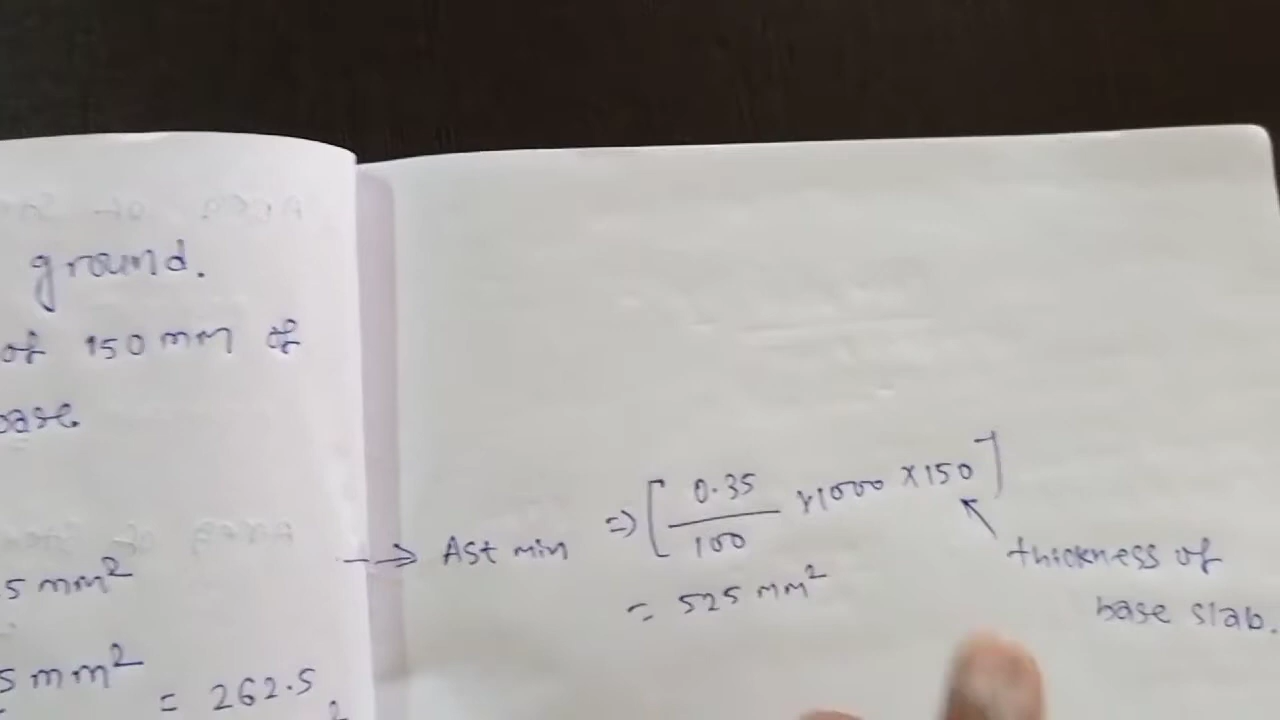 ground.
of 150 mm of
base
5 mm²
5 mm²
= 262.5
2
→ Ast min ⇒ [0.35/100 × 1000 × 150]
= 525 mm²
thickness of
base slab.